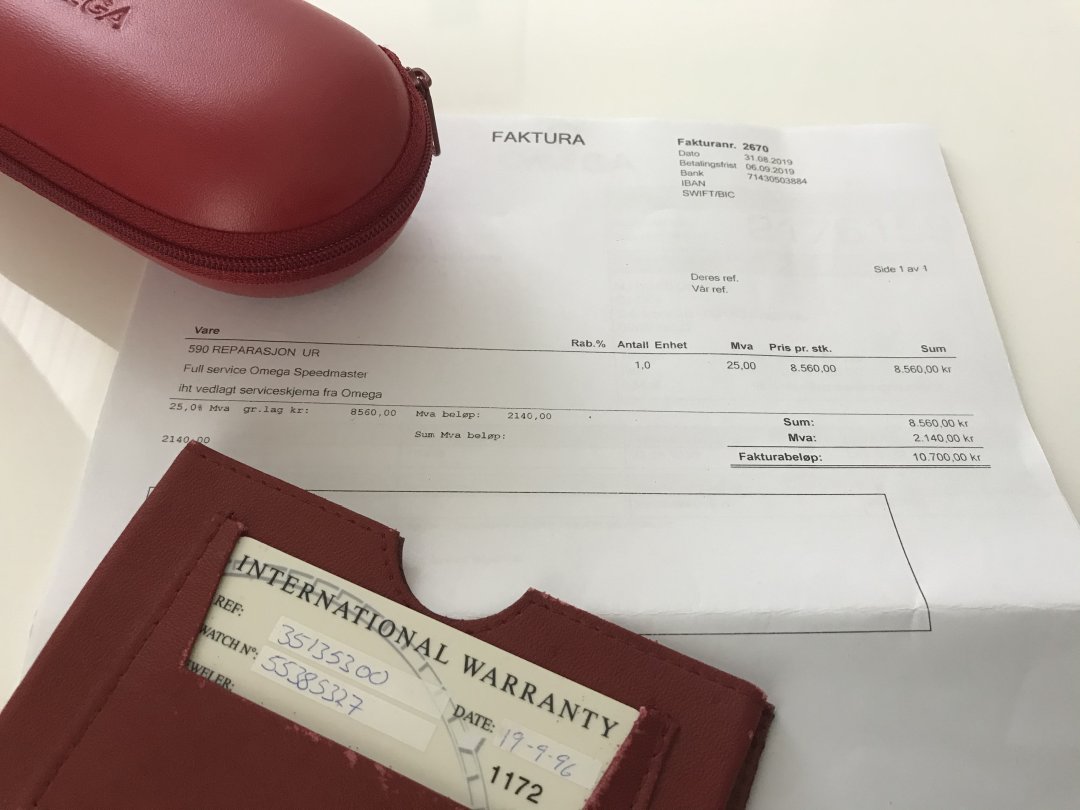 FAKTURA
Fakturanr. 2670
Dato 31.08.2019
Betalingsfrist 06.09.2019
Bank 71430503884
IBAN
SWIFT/BIC
Deres ref.
Vår ref.
Side 1 av 1
Vare Rab.% Antall Enhet Mva Pris pr. stk. Sum
590 REPARASJON UR 1,0 25,00 8.560,00 8.560,00 kr
Full service Omega Speedmaster
iht vedlagt serviceskjema fra Omega
25,0% Mva gr.lag kr: 8560,00 Mva beløp: 2140,00
Sum Mva beløp:
2140,00
Sum: 8.560,00 kr
Mva: 2.140,00 kr
Fakturabeløp: 10.700,00 kr
INTERNATIONAL WARRANTY
REF: 35135300
WATCH Nº: 55385327
DATE: 19-9-96
1172